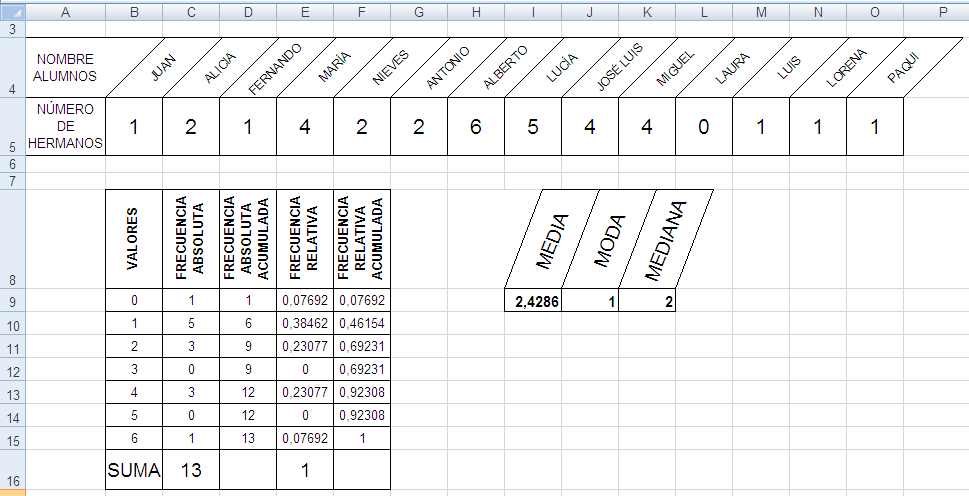 A B C D E F G H I J K L M N O P
3
4 NOMBRE ALUMNOS JUAN ALICIA FERNANDO MARÍA NIEVES ANTONIO ALBERTO LUCÍA JOSÉ LUIS MIGUEL LAURA LUIS LORENA PAQUI
5 NÚMERO DE HERMANOS 1 2 1 4 2 2 6 5 4 4 0 1 1 1
6
7
8 VALORES FRECUENCIA ABSOLUTA FRECUENCIA ABSOLUTA ACUMULADA FRECUENCIA RELATIVA FRECUENCIA RELATIVA ACUMULADA MEDIA MODA MEDIANA
9 0 1 1 0,07692 0,07692 2,4286 1 2
10 1 5 6 0,38462 0,46154
11 2 3 9 0,23077 0,69231
12 3 0 9 0 0,69231
13 4 3 12 0,23077 0,92308
14 5 0 12 0 0,92308
15 6 1 13 0,07692 1
16 SUMA 13 1